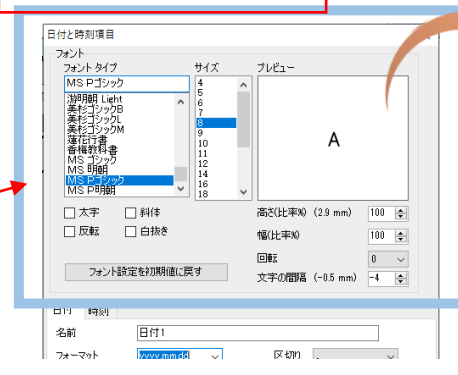 日付と時刻項目
フォント
フォント タイプ サイズ プレビュー
MS Pゴシック
游明朝 Light
美杉ゴシックB
美杉ゴシックL
美杉ゴシックM
蓮花行書
香椎教科書
MS ゴシック
MS 明朝
MS Pゴシック
MS P明朝
4
5
6
7
8
9
10
11
12
14
16
18
A
太字 斜体
反転 白抜き
フォント設定を初期値に戻す
高さ(比率%) (2.9 mm) 100
幅(比率%) 100
回転 0
文字の間隔 (-0.5 mm) -4
日付 時刻
名前 日付1
フォーマット yyyy.mm.dd 区切り .